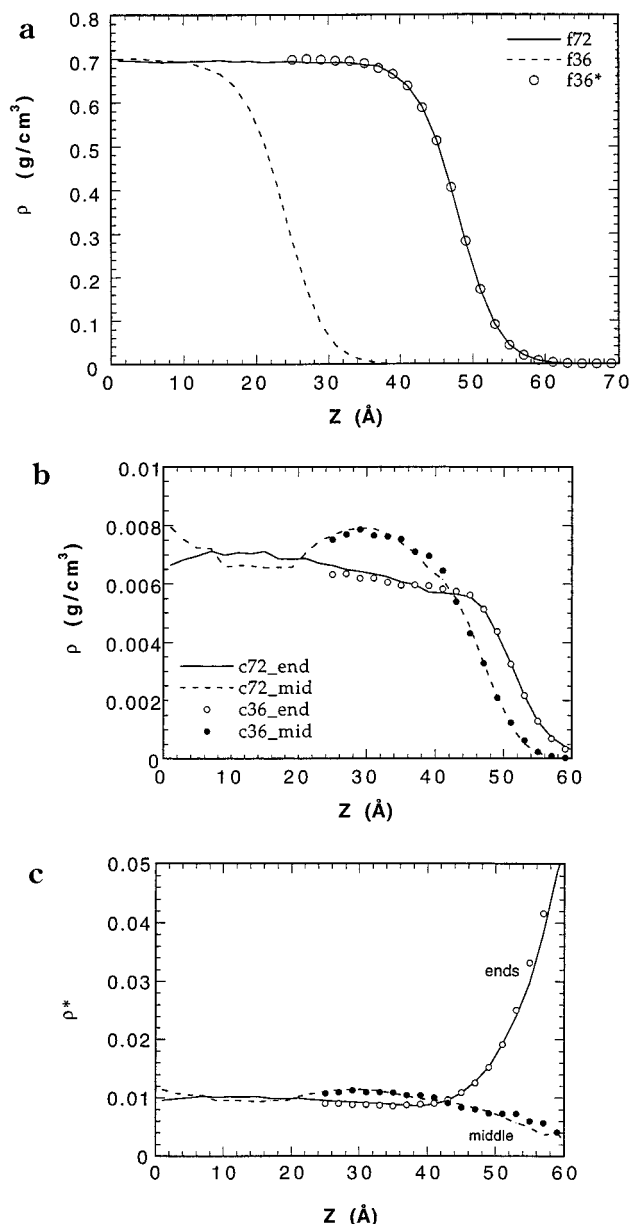 a
f72
f36
f36*
0.8
0.7
0.6
0.5
0.4
0.3
0.2
0.1
0
ρ (g/cm³)
0 10 20 30 40 50 60 70
Z (Å)
b
0.01
0.008
0.006
0.004
0.002
0
ρ (g/cm³)
c72_end
c72_mid
c36_end
c36_mid
0 10 20 30 40 50 60
Z (Å)
c
0.05
0.04
0.03
0.02
0.01
0
ρ*
ends
middle
0 10 20 30 40 50 60
Z (Å)